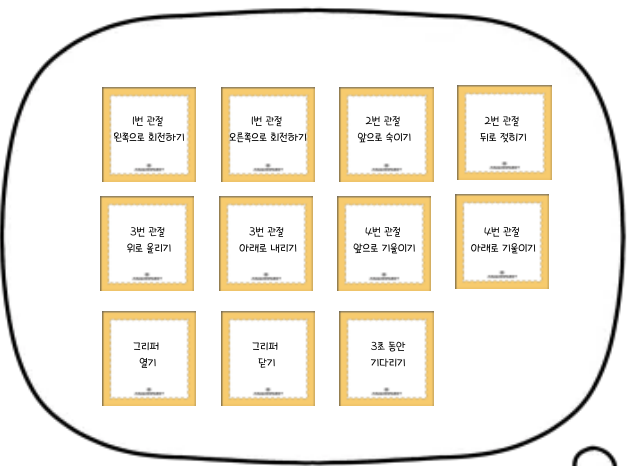 1번 관절
왼쪽으로 회전하기
1번 관절
오른쪽으로 회전하기
2번 관절
앞으로 숙이기
2번 관절
뒤로 젖히기
3번 관절
위로 올리기
3번 관절
아래로 내리기
4번 관절
앞으로 기울이기
4번 관절
아래로 기울이기
그리퍼
열기
그리퍼
닫기
3초 동안
기다리기